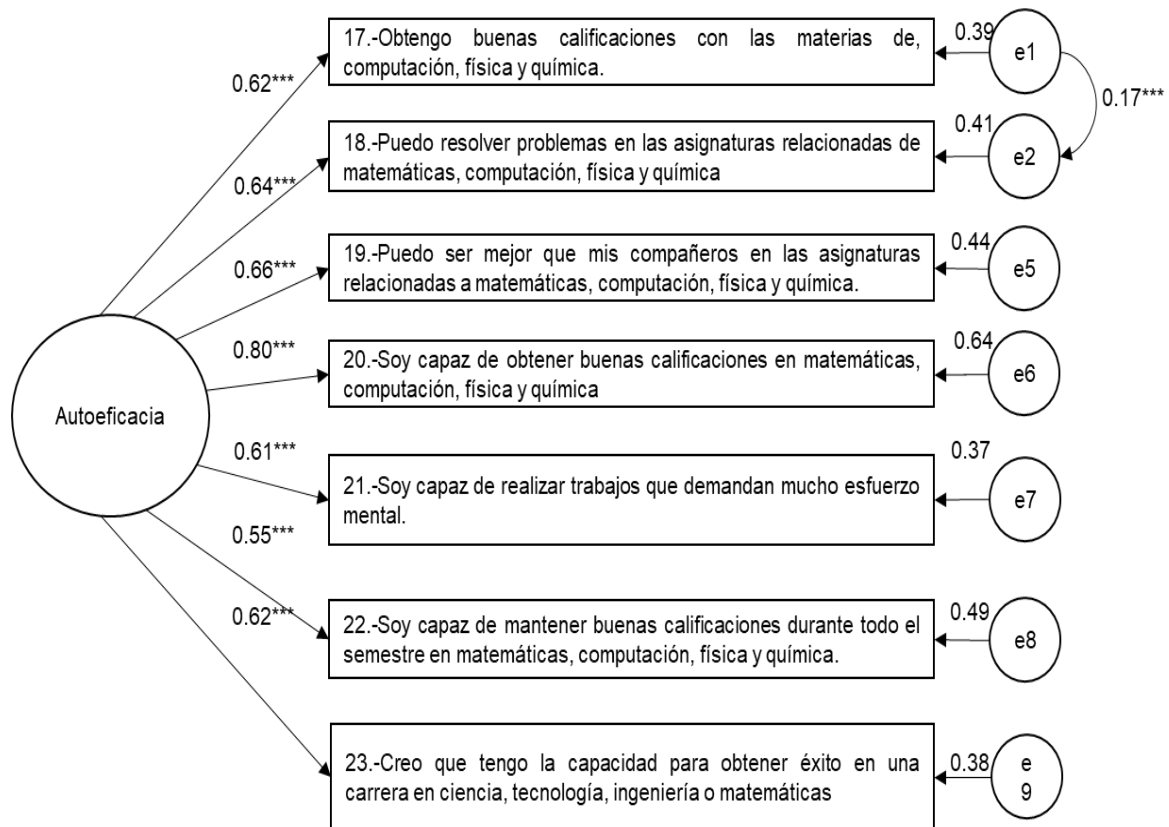 17.-Obtengo buenas calificaciones con las materias de,
computación, física y química.
0.39
e1
0.62***
0.17***
18.-Puedo resolver problemas en las asignaturas relacionadas de
matemáticas, computación, física y química
0.41
e2
0.64***
19.-Puedo ser mejor que mis compañeros en las asignaturas
relacionadas a matemáticas, computación, física y química.
0.44
e5
0.66***
20.-Soy capaz de obtener buenas calificaciones en matemáticas,
computación, física y química
0.64
e6
0.80***
Autoeficacia
0.61***
21.-Soy capaz de realizar trabajos que demandan mucho esfuerzo
mental.
0.37
e7
0.55***
22.-Soy capaz de mantener buenas calificaciones durante todo el
semestre en matemáticas, computación, física y química.
0.49
e8
0.62***
23.-Creo que tengo la capacidad para obtener éxito en una
carrera en ciencia, tecnología, ingeniería o matemáticas
0.38
e
9